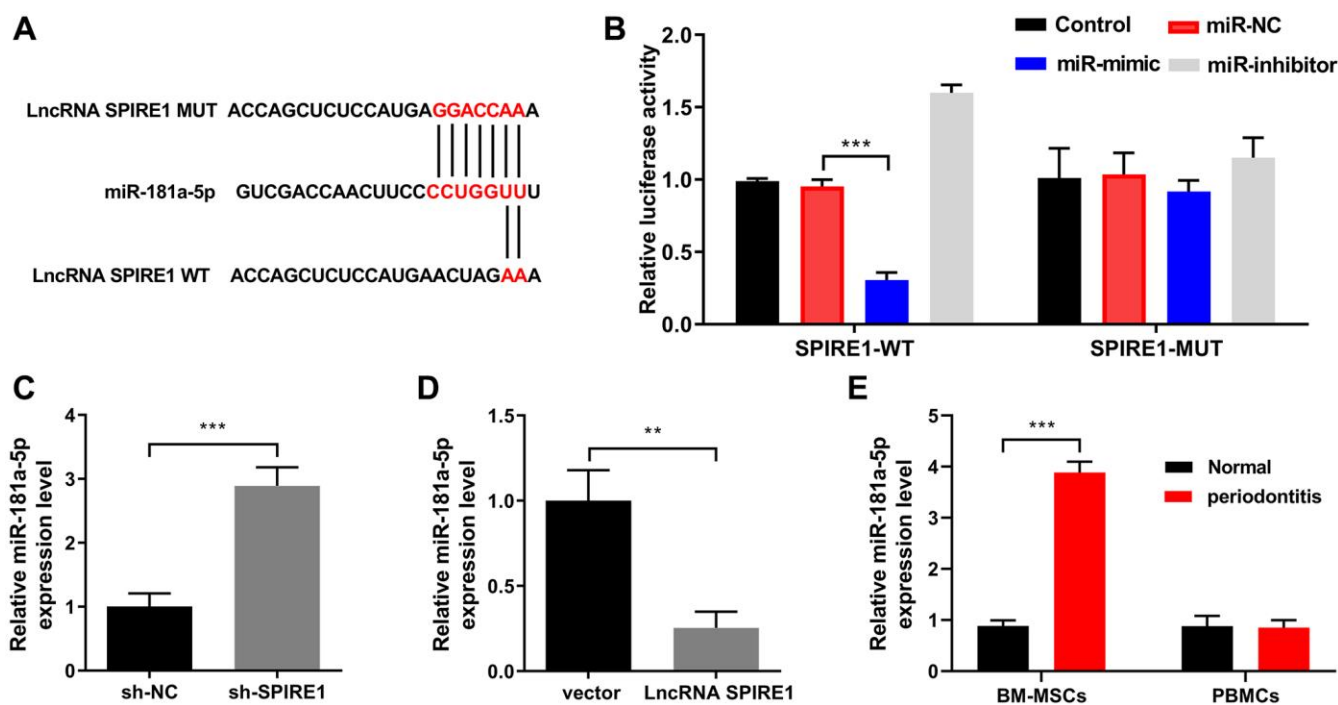 A
LncRNA SPIRE1 MUT ACCAGCUCUCCAUGAGGACCAAA
miR-181a-5p GUCGACCAACUUCCCCUGGUUU
LncRNA SPIRE1 WT ACCAGCUCUCCAUGAACUAGAAA
B
Control miR-NC
miR-mimic miR-inhibitor
Relative luciferase activity
2.0
1.5
1.0
0.5
0.0
***
SPIRE1-WT SPIRE1-MUT
C
Relative miR-181a-5p
expression level
4
3
2
1
0
***
sh-NC sh-SPIRE1
D
Relative miR-181a-5p
expression level
1.5
1.0
0.5
0.0
**
vector LncRNA SPIRE1
E
Relative miR-181a-5p
expression level
5
4
3
2
1
0
***
Normal
periodontitis
BM-MSCs PBMCs